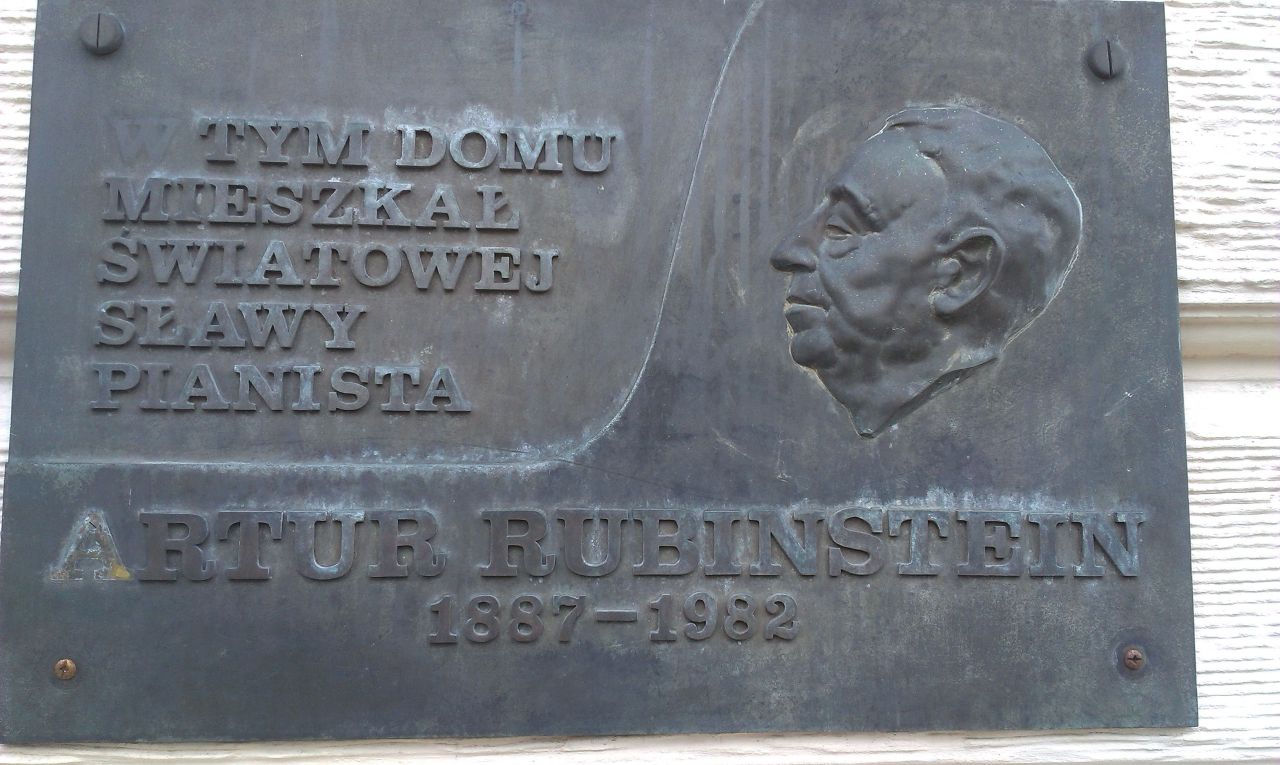 W TYM DOMU
MIESZKAŁ
ŚWIATOWEJ
SŁAWY
PIANISTA
ARTUR RUBINSTEIN
1887–1982